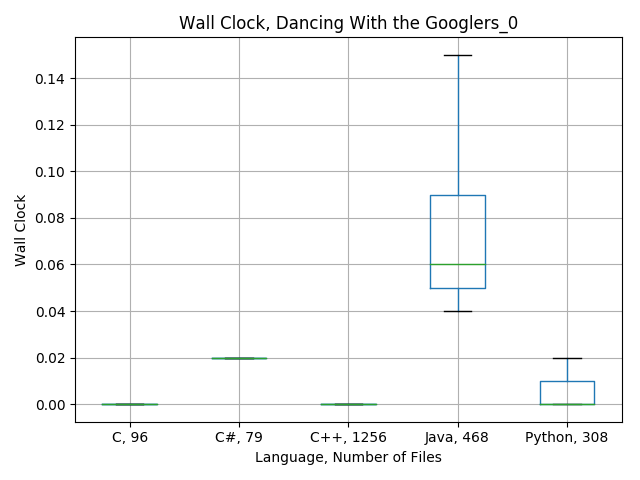 Wall Clock, Dancing With the Googlers_0
Wall Clock
0.14
0.12
0.10
0.08
0.06
0.04
0.02
0.00
C, 96 C#, 79 C++, 1256 Java, 468 Python, 308
Language, Number of Files